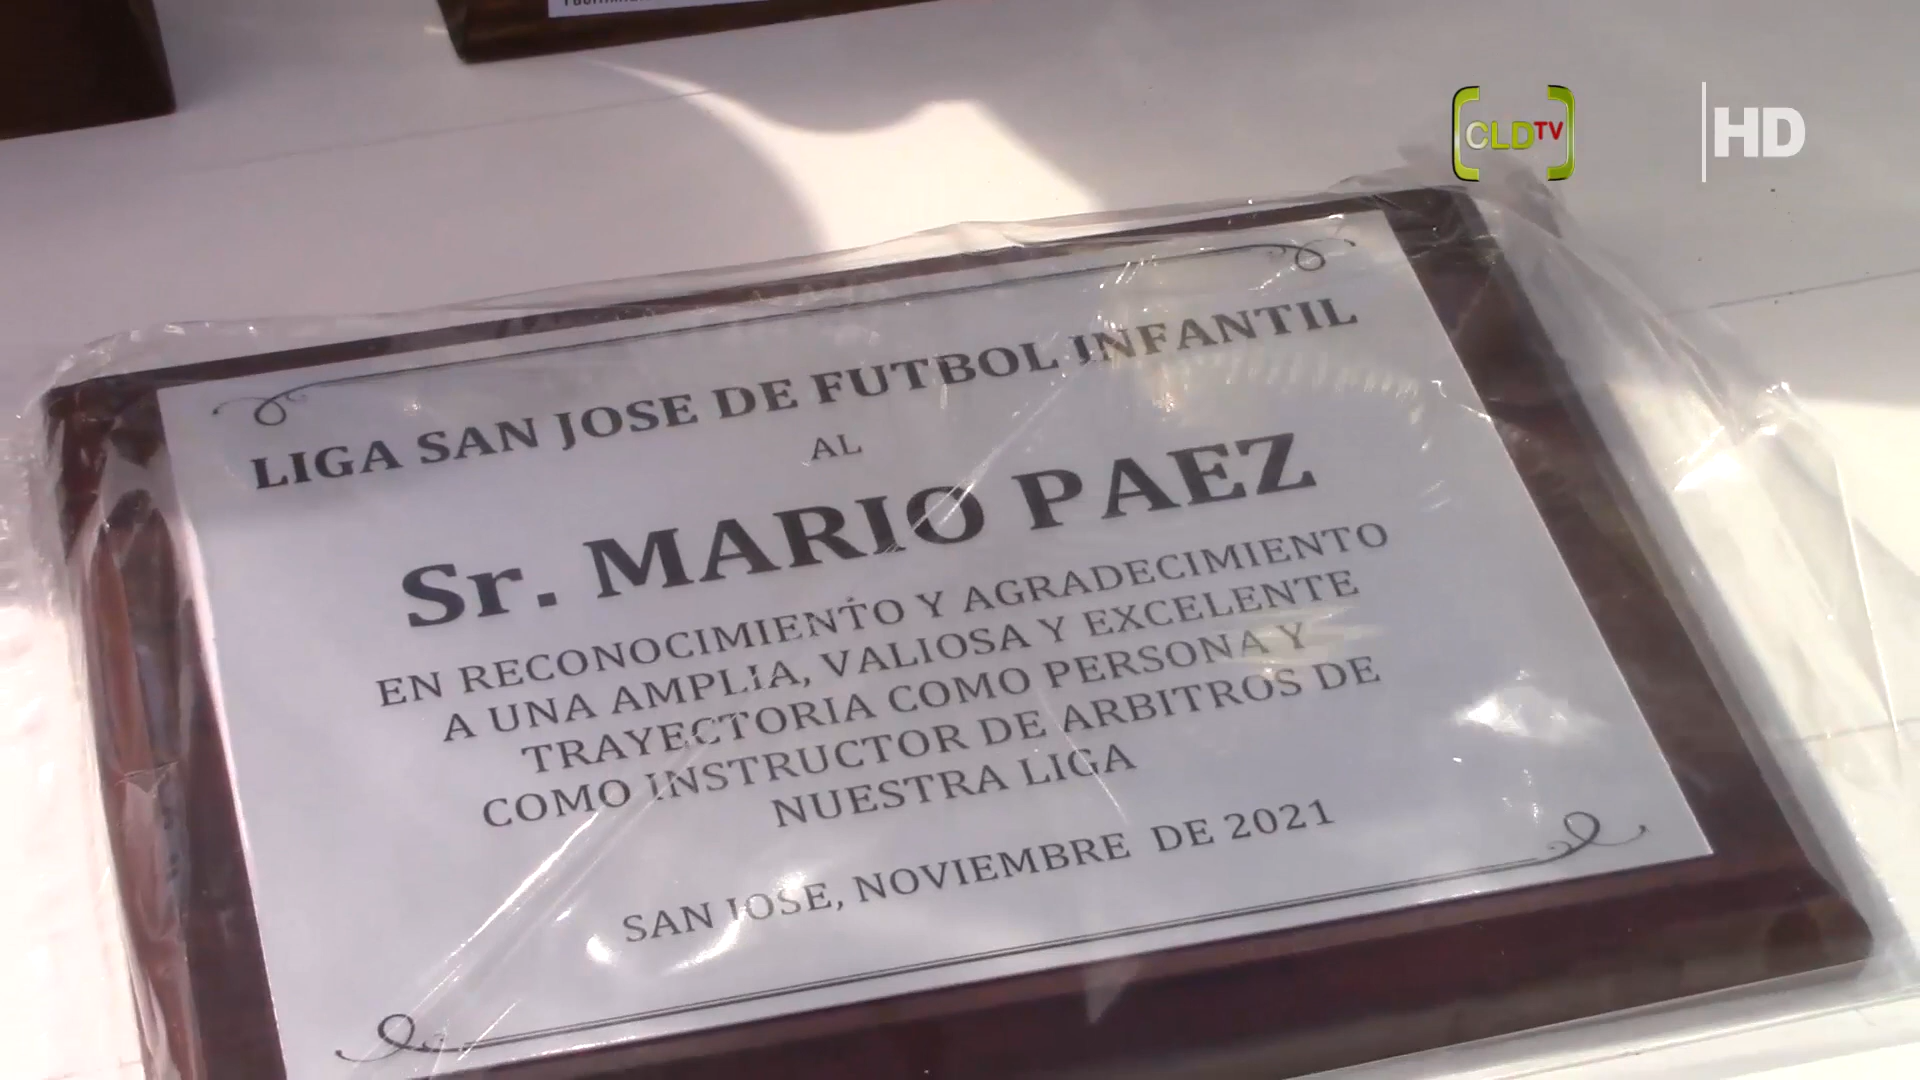 CLDTV
HD
LIGA SAN JOSE DE FUTBOL INFANTIL
AL
Sr. MARIO PAEZ
EN RECONOCIMIENTO Y AGRADECIMIENTO
A UNA AMPLIA, VALIOSA Y EXCELENTE
TRAYECTORIA COMO PERSONA Y
COMO INSTRUCTOR DE ARBITROS DE
NUESTRA LIGA
SAN JOSE, NOVIEMBRE DE 2021